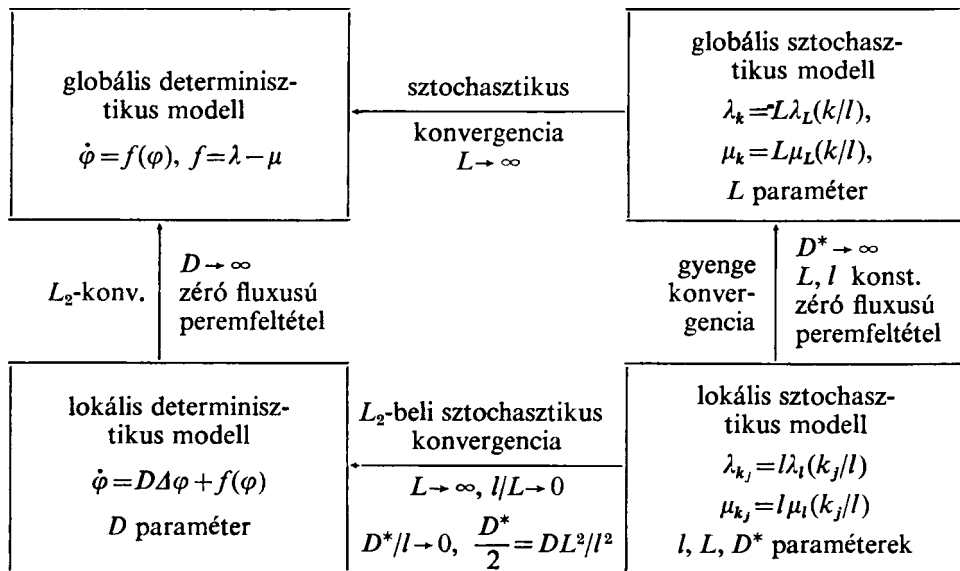 globális determinisz-
tikus modell
φ̇ = f(φ), f = λ − μ
sztochasztikus
konvergencia
L → ∞
globális sztochasz-
tikus modell
λ_k = Lλ_L(k/l),
μ_k = Lμ_L(k/l),
L paraméter
L₂-konv.
D → ∞
zéró fluxusú
peremfeltétel
gyenge
konver-
gencia
D* → ∞
L, l konst.
zéró fluxusú
peremfeltétel
lokális determinisz-
tikus modell
φ̇ = DΔφ + f(φ)
D paraméter
L₂-beli sztochasztikus
konvergencia
L → ∞, l/L → 0
D*/l → 0, D*/2 = DL²/l²
lokális sztochasz-
tikus modell
λ_{k_j} = lλ_l(k_j/l)
μ_{k_j} = lμ_l(k_j/l)
l, L, D* paraméterek